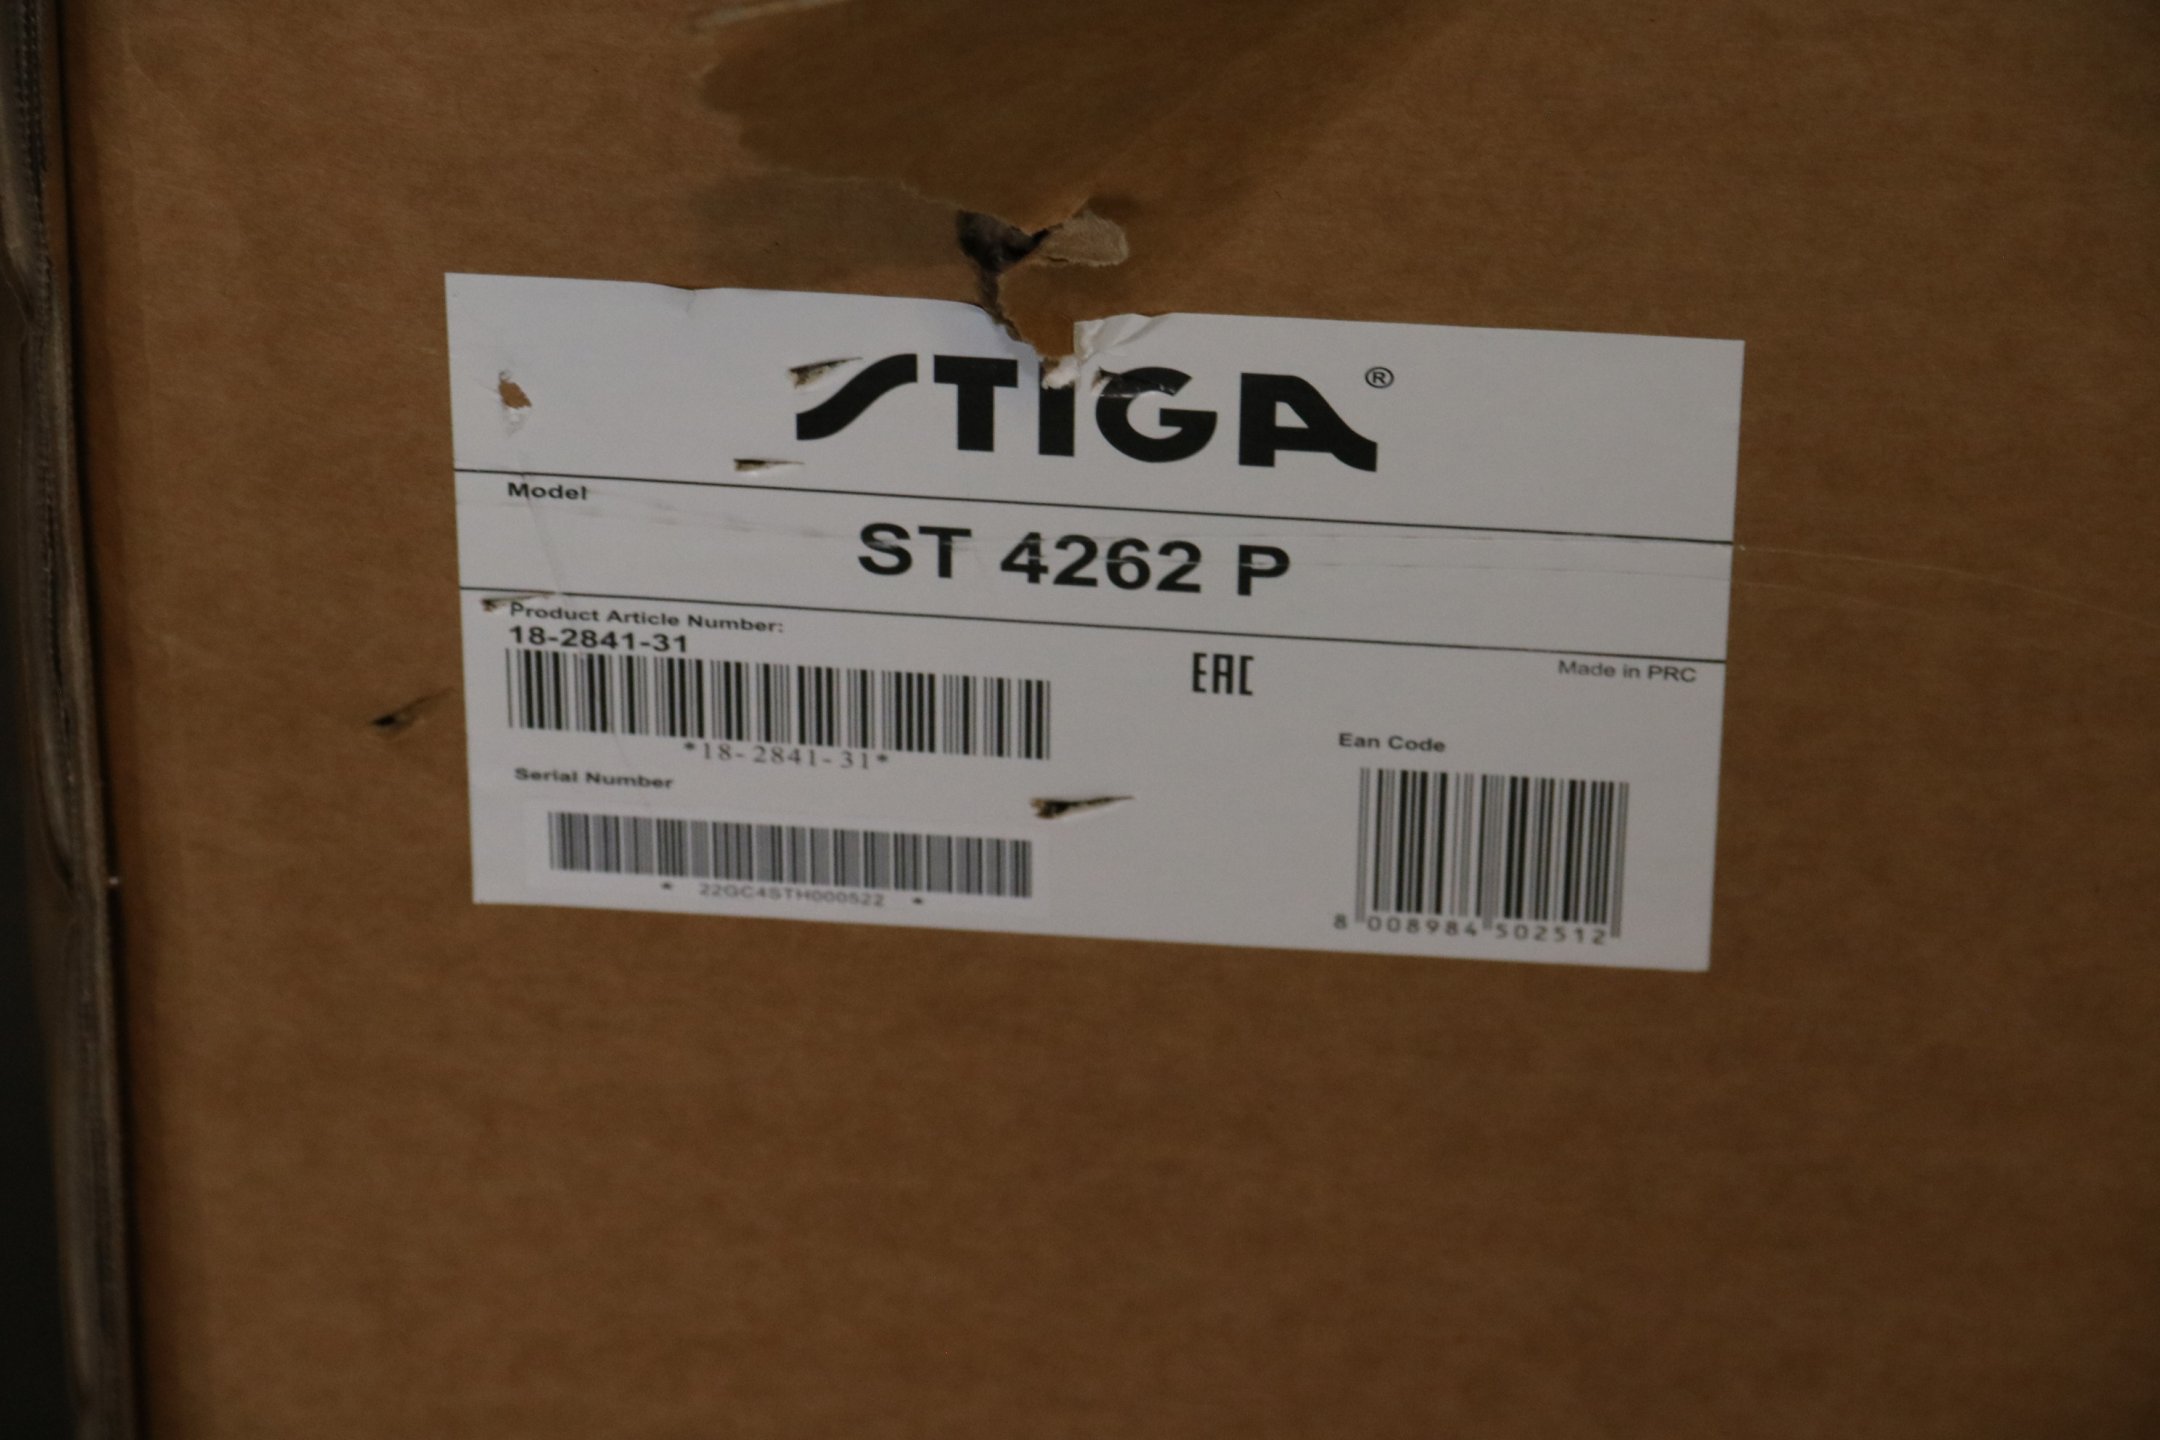 STIGA®
Model
ST 4262 P
Product Article Number:
18-2841-31
EAC
Made in PRC
*18-2841-31*
Ean Code
Serial Number
* 22GC4STH000522 *
8 008984 502512